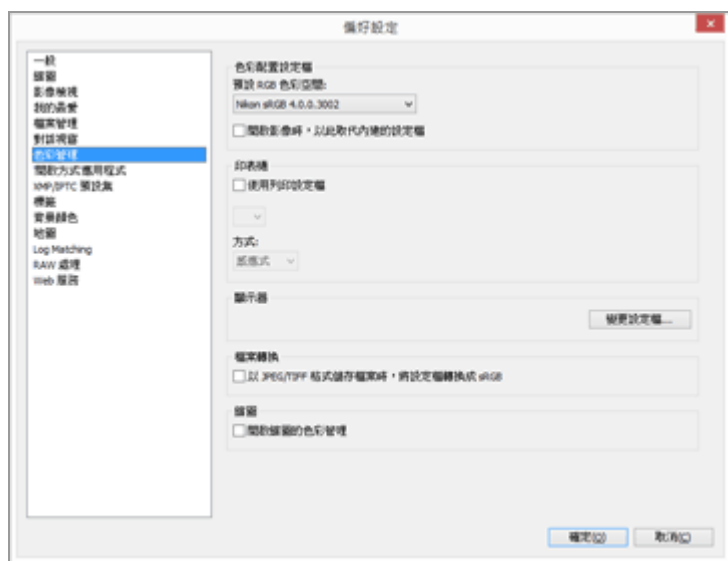 偏好設定
一般
縮圖
影像檢視
我的最愛
檔案管理
對話視窗
色彩管理
開啟方式應用程式
XMP/IPTC 預設集
標籤
背景顏色
地圖
Log Matching
RAW 處理
Web 服務
色彩配置設定檔
預設 RGB 色彩空間:
Nikon sRGB 4.0.0.3002
開啟影像時，以此取代內建的設定檔
印表機
使用列印設定檔
方式:
感應式
顯示器
變更設定檔...
檔案轉換
以 JPEG/TIFF 格式儲存檔案時，將設定檔轉換成 sRGB
縮圖
開啟縮圖的色彩管理
確定(O)
取消(C)